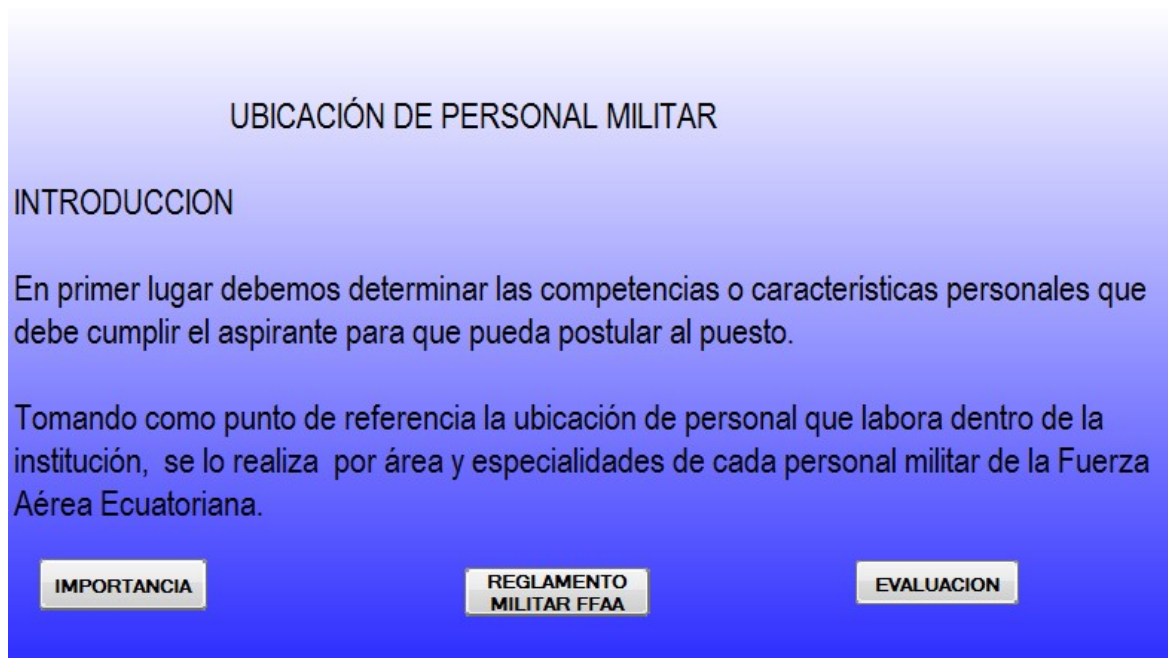 UBICACIÓN DE PERSONAL MILITAR
INTRODUCCION
En primer lugar debemos determinar las competencias o características personales que
debe cumplir el aspirante para que pueda postular al puesto.
Tomando como punto de referencia la ubicación de personal que labora dentro de la
institución, se lo realiza por área y especialidades de cada personal militar de la Fuerza
Aérea Ecuatoriana.
IMPORTANCIA
REGLAMENTO
MILITAR FFAA
EVALUACION